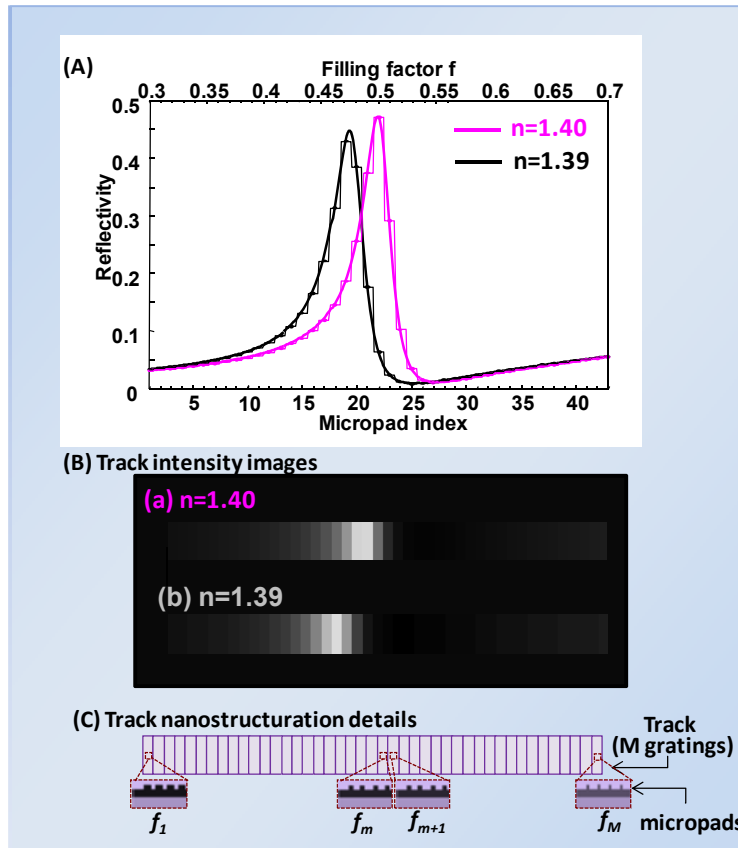 (A)
Filling factor f
0.3 0.35 0.4 0.45 0.5 0.55 0.6 0.65 0.7
0.5
0.4
0.3
0.2
0.1
0
Reflectivity
n=1.40
n=1.39
5 10 15 20 25 30 35 40
Micropad index
(B) Track intensity images
(a) n=1.40
(b) n=1.39
(C) Track nanostructuration details
Track
(M gratings)
f1 fm fm+1 fM
micropads